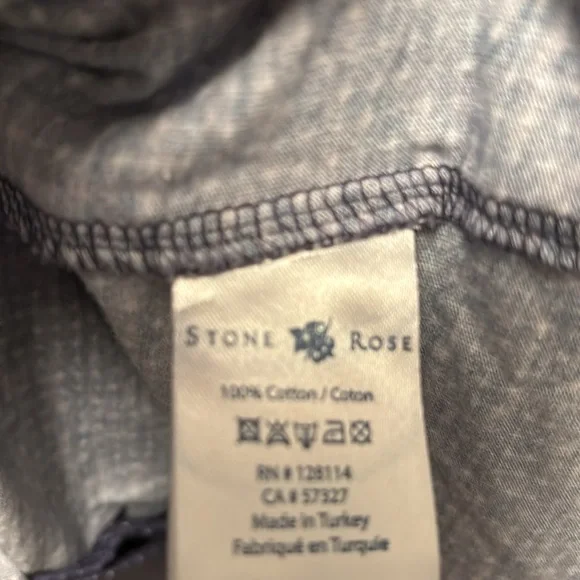 STONE ROSE
100% Cotton / Coton
RN # 128114
CA # 57327
Made in Turkey
Fabriqué en Turquie